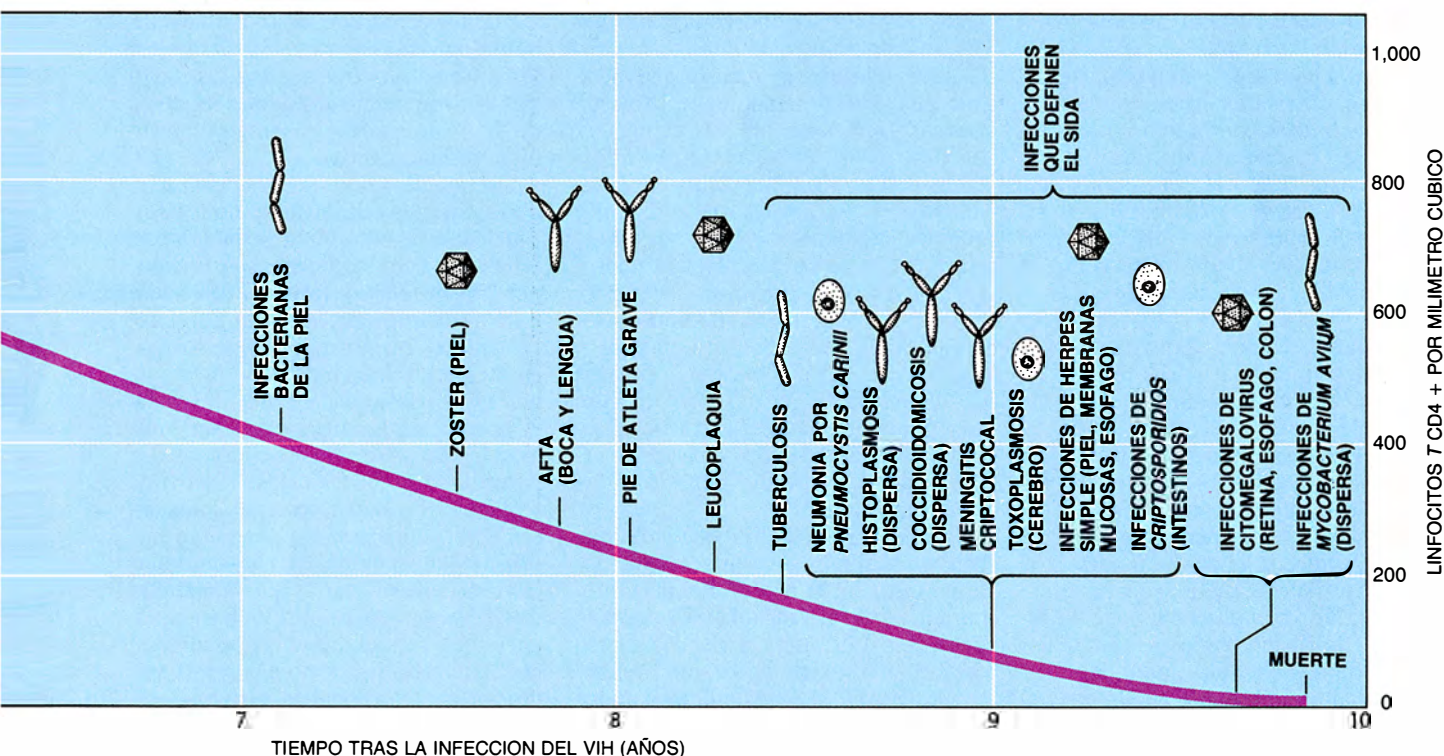 1,000
800
600
400
200
0
LINFOCITOS T CD4 + POR MILIMETRO CUBICO
INFECCIONES
QUE DEFINEN
EL SIDA
INFECCIONES
BACTERIANAS
DE LA PIEL
ZOSTER (PIEL)
AFTA
(BOCA Y LENGUA)
PIE DE ATLETA GRAVE
LEUCOPLAQUIA
TUBERCULOSIS
NEUMONIA POR
PNEUMOCYSTIS CARINII
HISTOPLASMOSIS
(DISPERSA)
COCCIDIOIDOMICOSIS
(DISPERSA)
MENINGITIS
CRIPTOCOCAL
TOXOPLASMOSIS
(CEREBRO)
INFECCIONES DE HERPES
SIMPLE (PIEL, MEMBRANAS
MUCOSAS, ESOFAGO)
INFECCIONES DE
CRIPTOSPORIDIOS
(INTESTINOS)
INFECCIONES DE
CITOMEGALOVIRUS
(RETINA, ESOFAGO, COLON)
INFECCIONES DE
MYCOBACTERIUM AVIUM
(DISPERSA)
MUERTE
7
8
9
10
TIEMPO TRAS LA INFECCION DEL VIH (AÑOS)